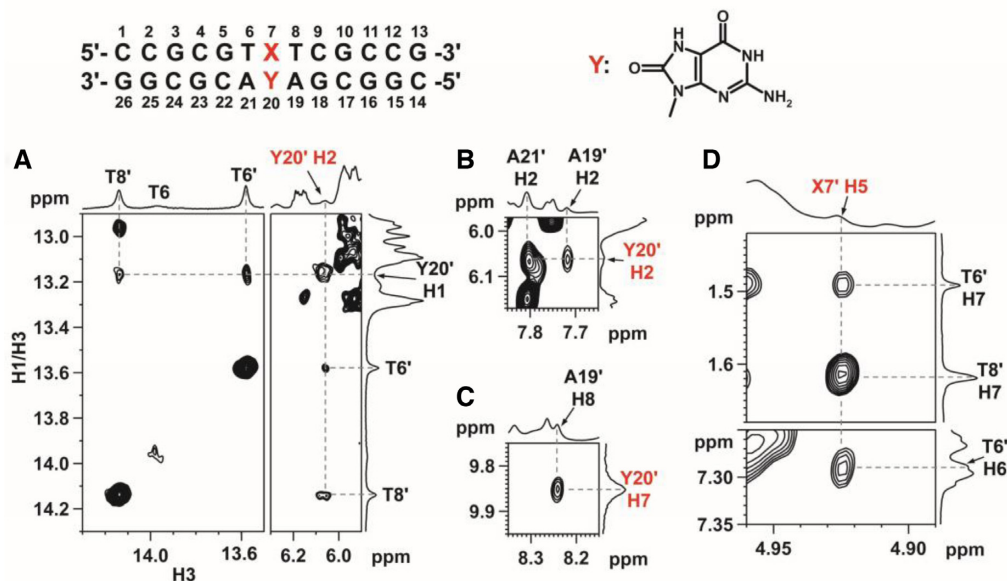 1 2 3 4 5 6 7 8 9 10 11 12 13
5'- C C G C G T X T C G C C G -3'
3'- G G C G C A Y A G C G G C -5'
26 25 24 23 22 21 20 19 18 17 16 15 14
Y:
O
H
N
O
NH
O
N
N
NH2
A
Y20' H2
T8'
T6
T6'
ppm
ppm
13.0
13.2
13.4
13.6
13.8
14.0
14.2
H1/H3
Y20'
H1
T6'
T8'
14.0
13.6
6.2
6.0
ppm
H3
B
A21'
H2
A19'
H2
ppm
6.0
6.1
Y20'
H2
7.8
7.7
ppm
C
A19'
H8
ppm
9.8
9.9
Y20'
H7
8.3
8.2
ppm
D
X7' H5
ppm
1.5
1.6
T6'
H7
T8'
H7
ppm
7.30
7.35
T6'
H6
4.95
4.90
ppm